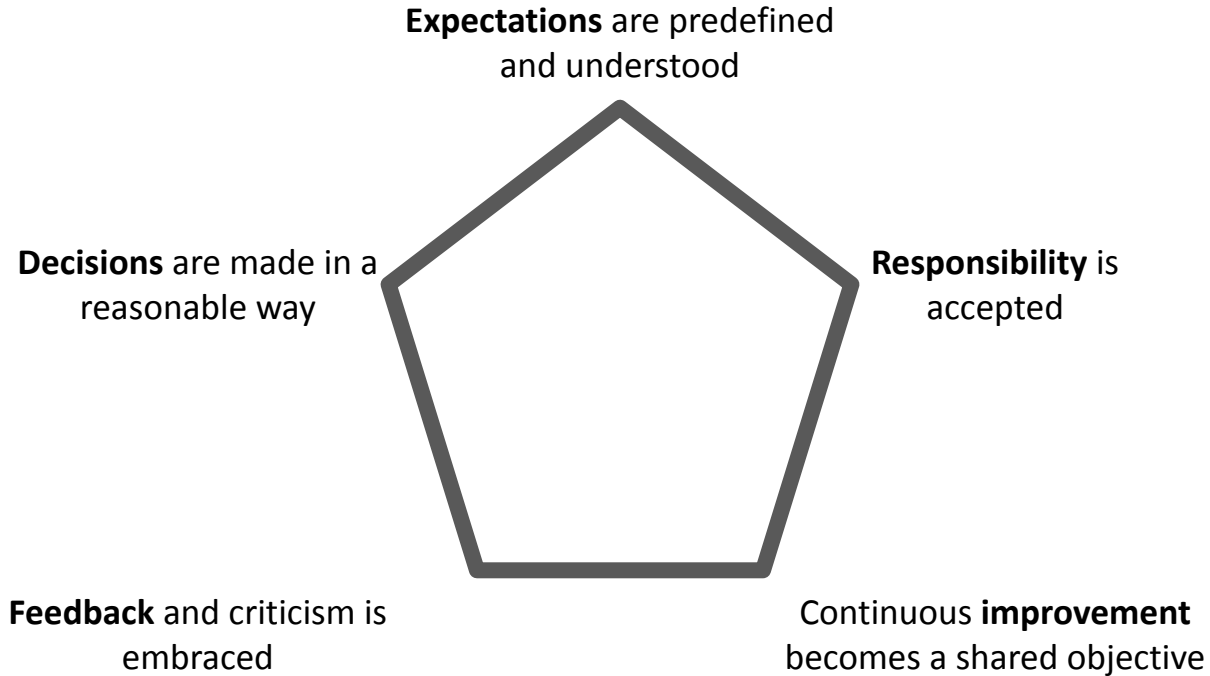 Expectations are predefined
and understood
Decisions are made in a
reasonable way
Responsibility is
accepted
Feedback and criticism is
embraced
Continuous improvement
becomes a shared objective